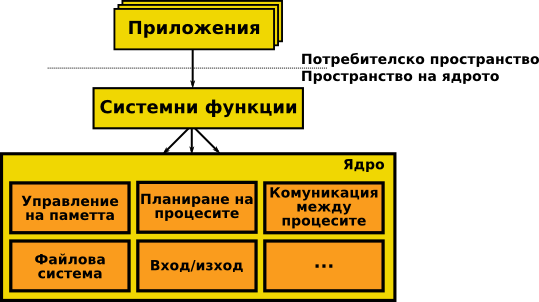 Приложения
Потребителско пространство
Пространство на ядрото
Системни функции
Ядро
Управление
на паметта
Планиране на
процесите
Комуникация
между
процесите
Файлова
система
Вход/изход
...